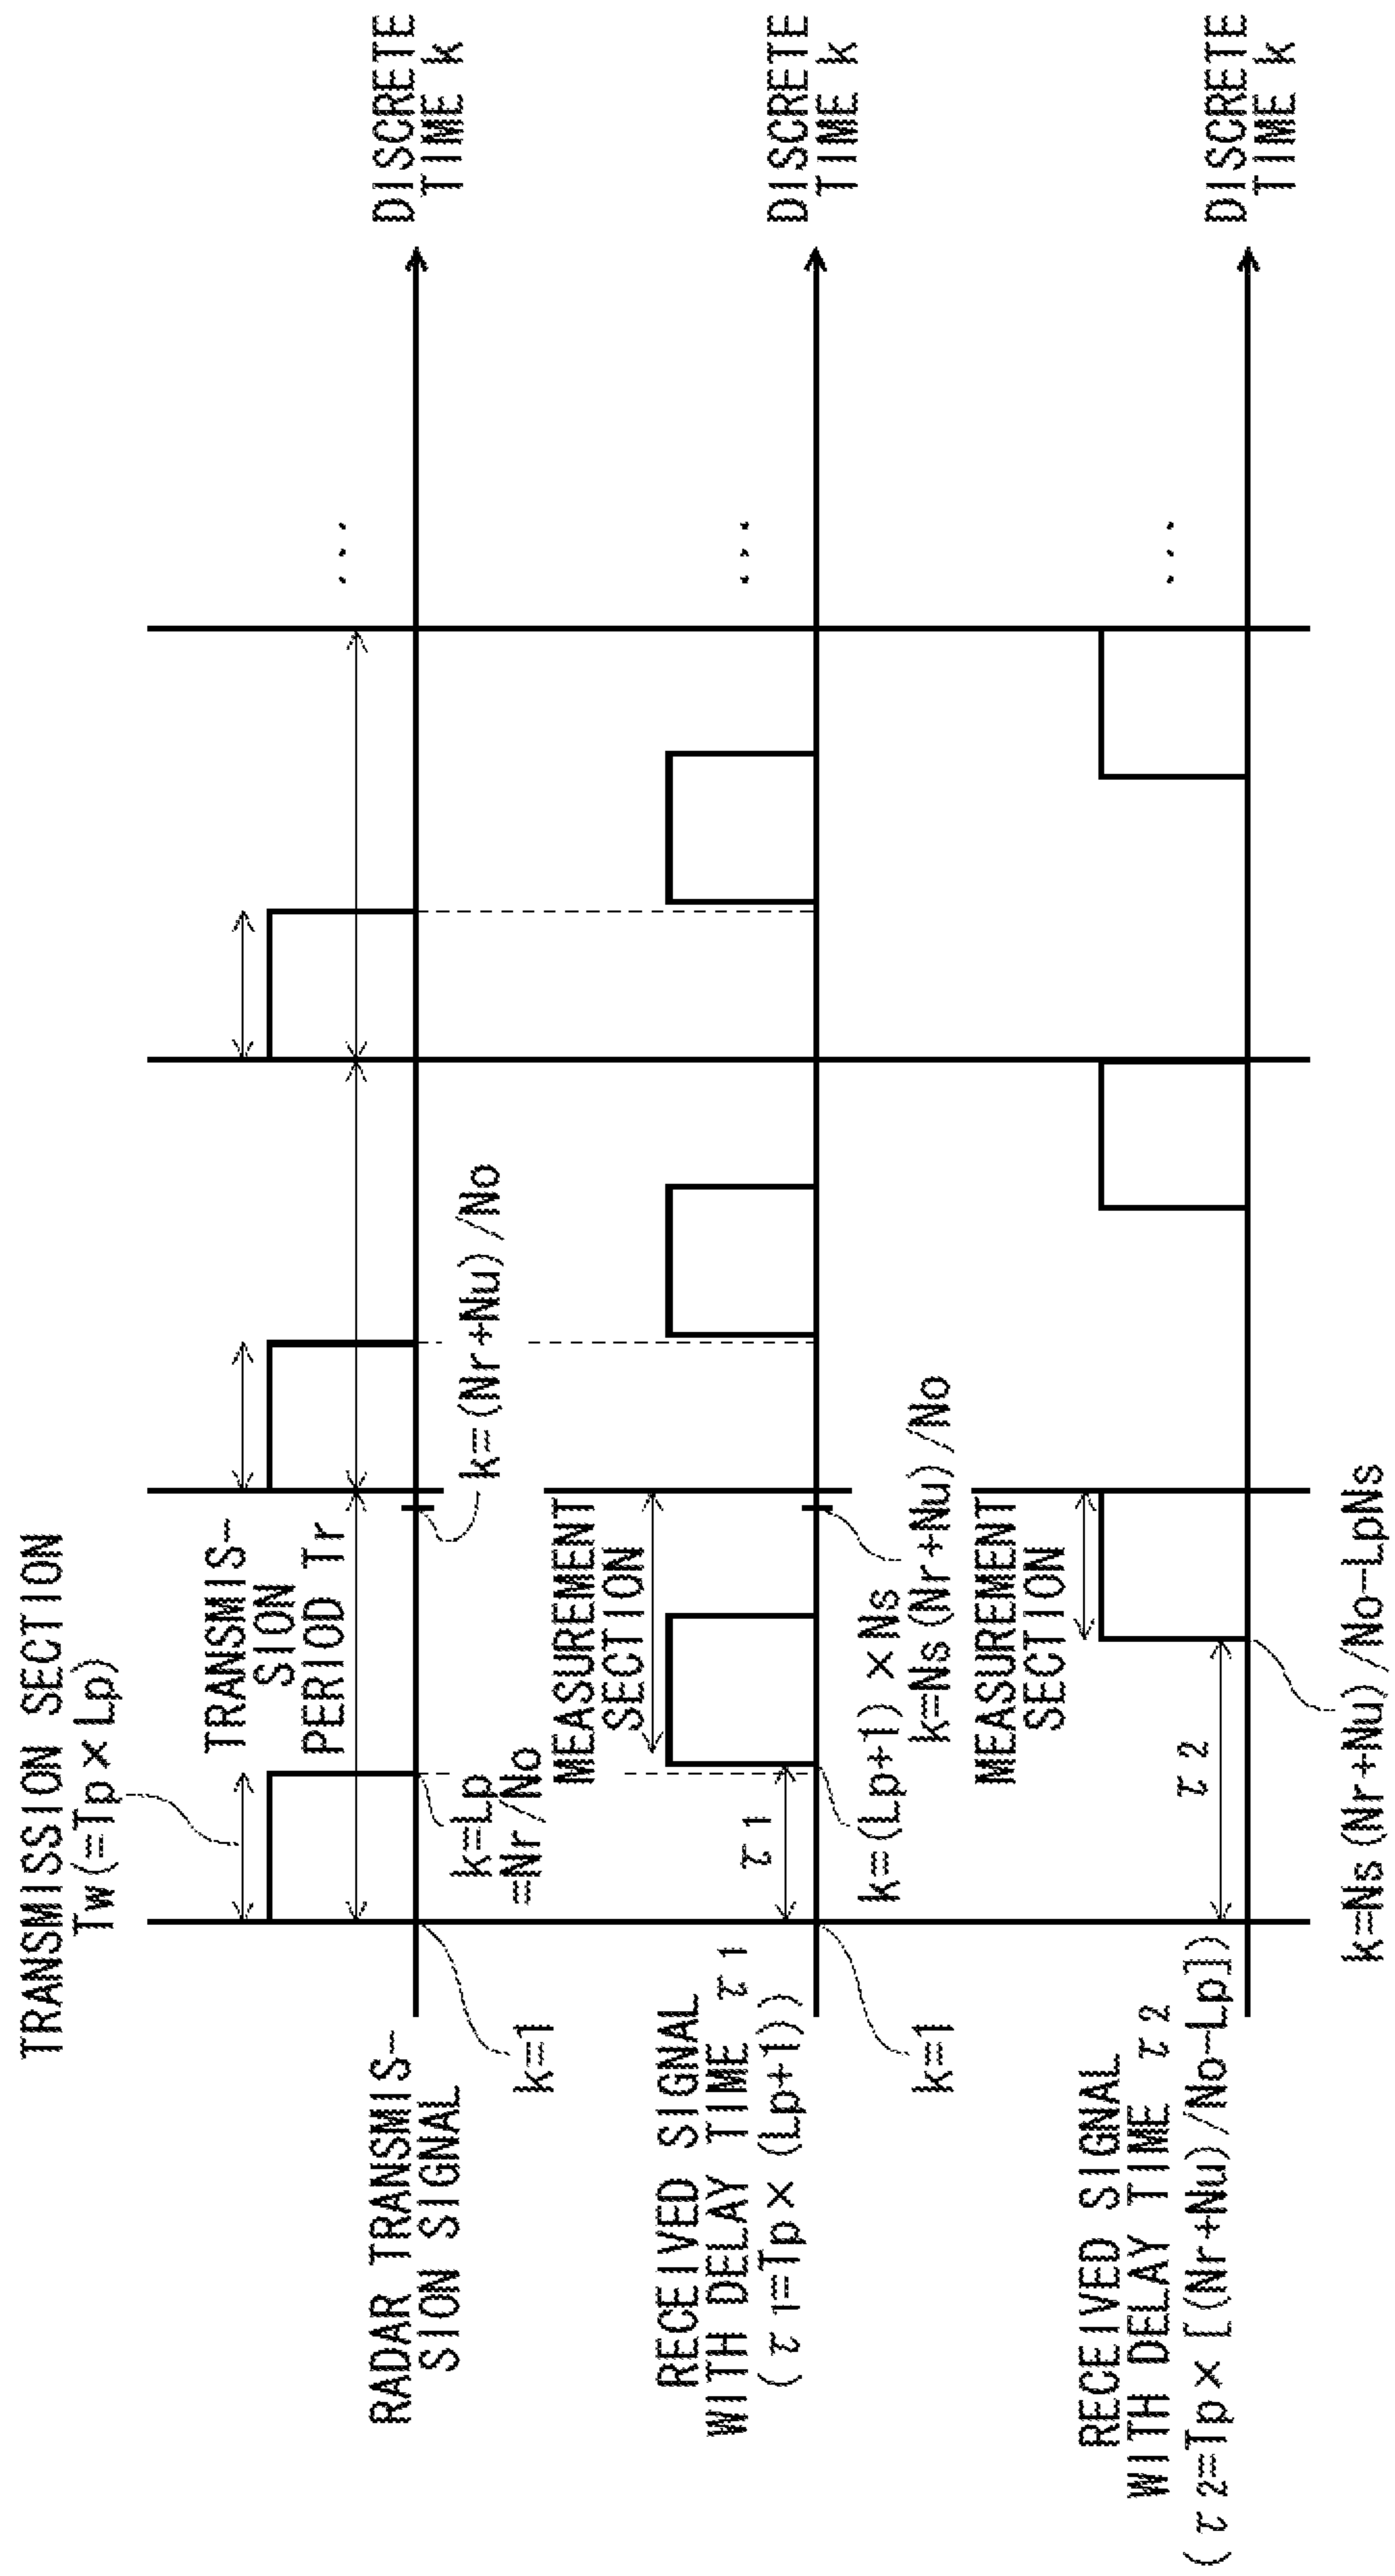 TRANSMISSION SECTION
Tw(=Tp×Lp)
TRANSMIS-
SION
PERIOD Tr
RADAR TRANSMIS-
SION SIGNAL
k=1
k=Lp
=Nr/No
k=(Nr+Nu)/No
...
DISCRETE
TIME k
MEASUREMENT
SECTION
RECEIVED SIGNAL
WITH DELAY TIME τ1
(τ1=Tp×(Lp+1))
τ1
k=1
k=(Lp+1)×Ns
k=Ns(Nr+Nu)/No
...
DISCRETE
TIME k
MEASUREMENT
SECTION
RECEIVED SIGNAL
WITH DELAY TIME τ2
(τ2=Tp×[(Nr+Nu)/No-Lp])
τ2
k=Ns(Nr+Nu)/No-LpNs
...
DISCRETE
TIME k